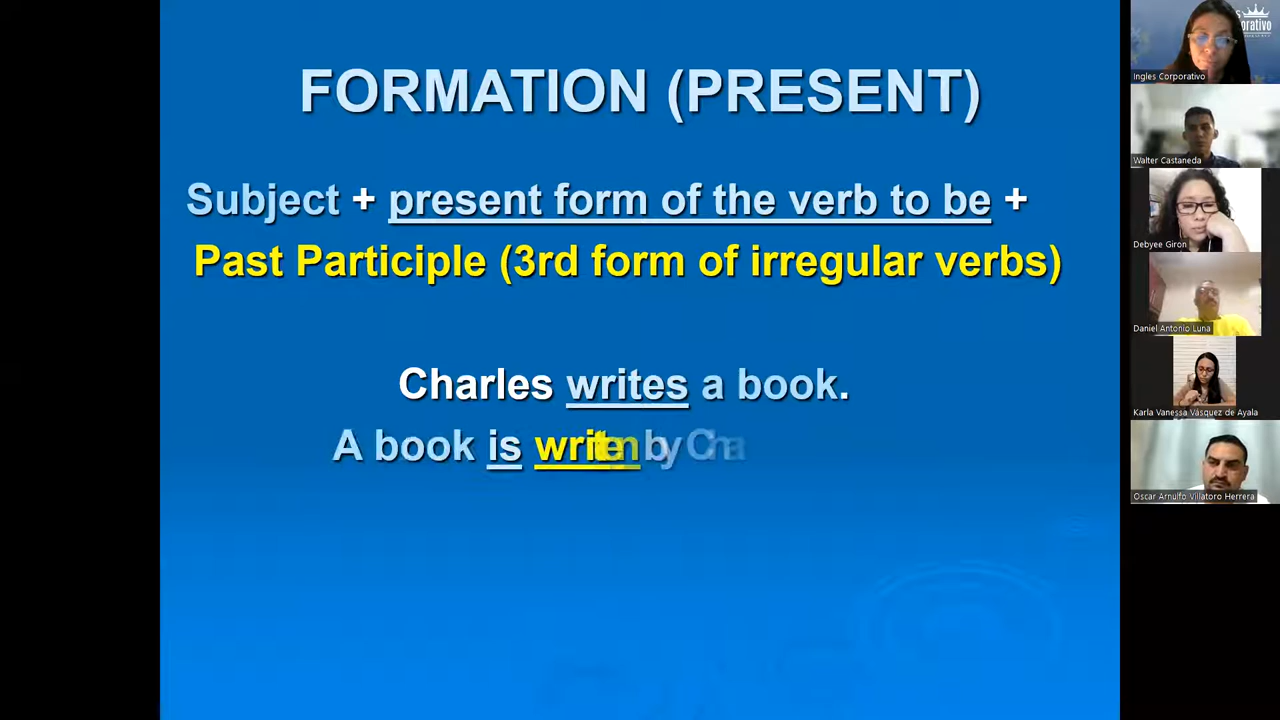 FORMATION (PRESENT)
Subject + present form of the verb to be +
Past Participle (3rd form of irregular verbs)
Charles writes a book.
A book is by
Ingles Corporativo
Walter Castaneda
Debyee Giron
Daniel Antonio Luna
Karla Vanessa Vásquez de Ayala
Oscar Arnulfo Villatoro Herrera